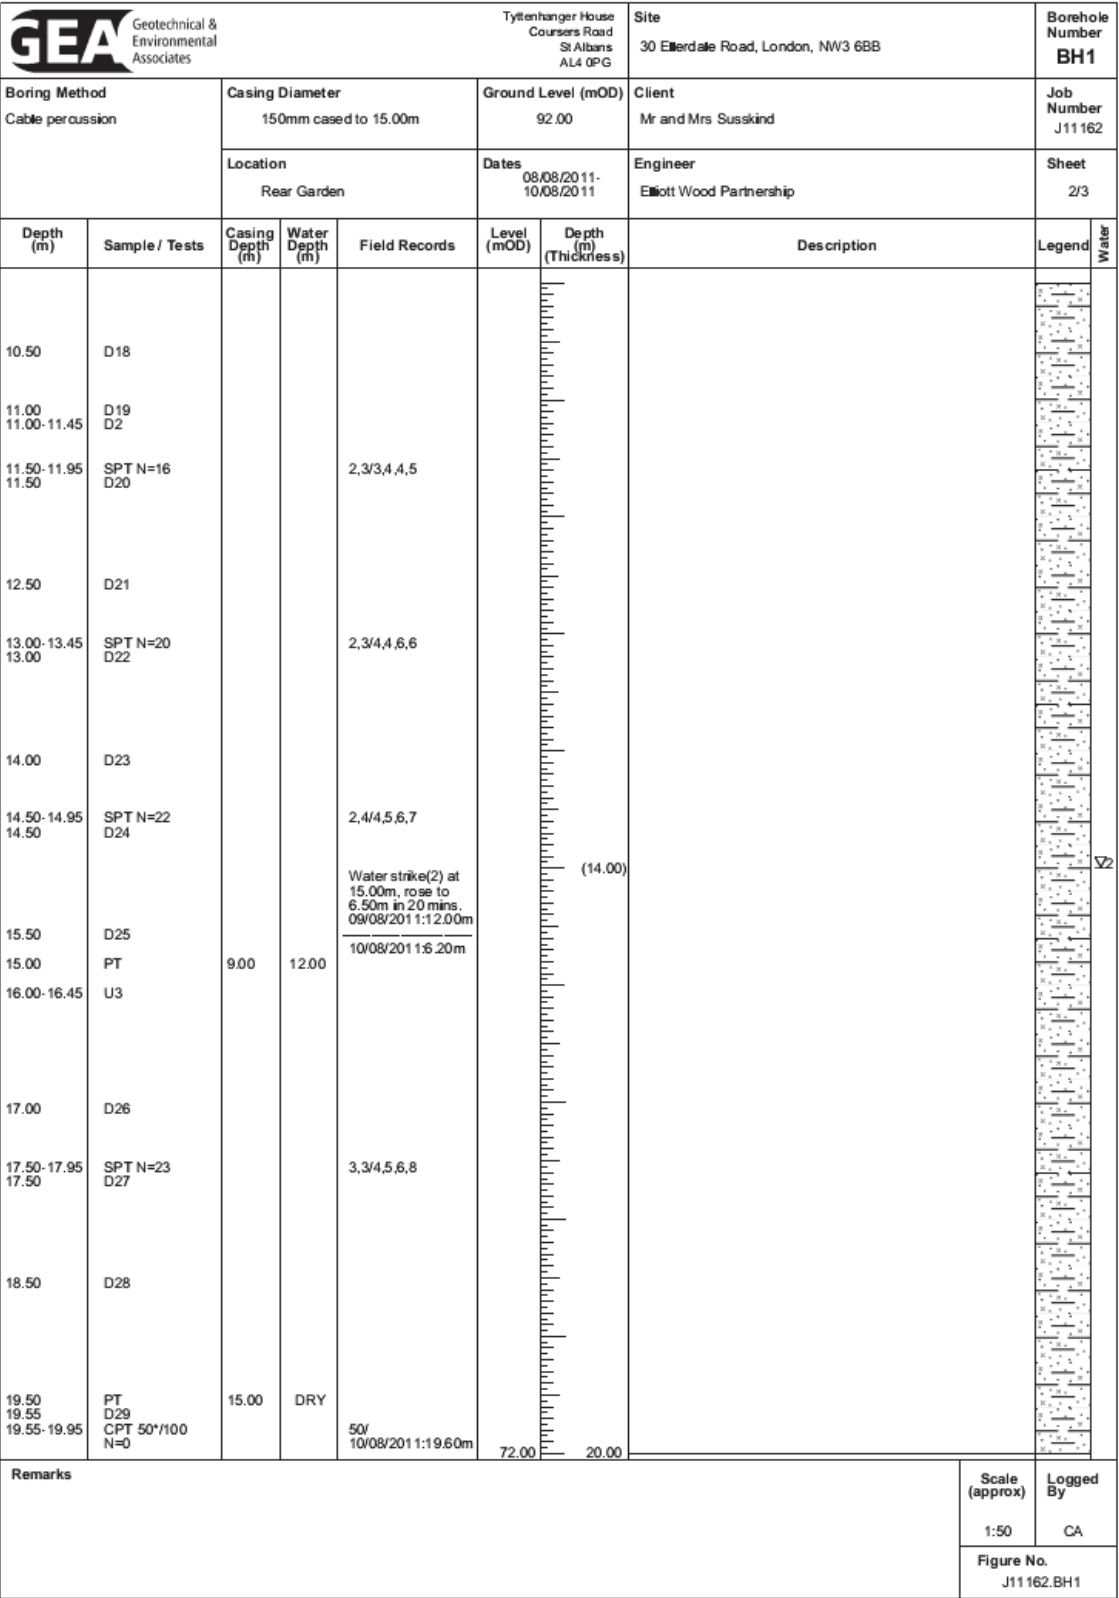 GEA Geotechnical &
Environmental
Associates
Tyttenhanger House
Coursers Road
St Albans
AL4 0PG
Site
30 Ellerdale Road, London, NW3 6BB
Borehole
Number
BH1
Boring Method
Cable percussion
Casing Diameter
150mm cased to 15.00m
Ground Level (mOD)
92.00
Client
Mr and Mrs Susskind
Job
Number
J11162
Location
Rear Garden
Dates
08/08/2011-
10/08/2011
Engineer
Elliott Wood Partnership
Sheet
2/3
Depth
(m)
Sample / Tests
Casing
Depth
(m)
Water
Depth
(m)
Field Records
Level
(mOD)
Depth
(m)
(Thickness)
Description
Legend
Water
10.50 D18
11.00 D19
11.00-11.45 D2
11.50-11.95 SPT N=16 2,3/3,4,4,5
11.50 D20
12.50 D21
13.00-13.45 SPT N=20 2,3/4,4,6,6
13.00 D22
14.00 D23
14.50-14.95 SPT N=22 2,4/4,5,6,7
14.50 D24
(14.00)
2
Water strike(2) at
15.00m, rose to
6.50m in 20 mins.
09/08/2011:12.00m
15.50 D25
10/08/2011:6.20m
15.00 PT 9.00 12.00
16.00-16.45 U3
17.00 D26
17.50-17.95 SPT N=23 3,3/4,5,6,8
17.50 D27
18.50 D28
19.50 PT 15.00 DRY
19.55 D29
19.55-19.95 CPT 50*/100 50/
N=0 10/08/2011:19.60m
72.00 20.00
Remarks
Scale
(approx)
1:50
Logged
By
CA
Figure No.
J11162.BH1